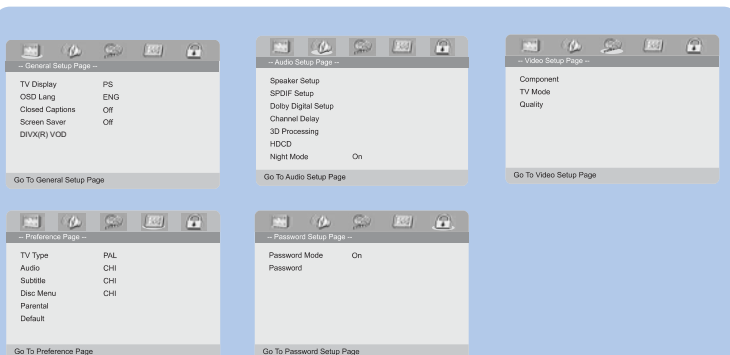 -- General Setup Page --
TV Display PS
OSD Lang ENG
Closed Captions Off
Screen Saver Off
DIVX(R) VOD
Go To General Setup Page
-- Audio Setup Page --
Speaker Setup
SPDIF Setup
Dolby Digital Setup
Channel Delay
3D Processing
HDCD
Night Mode On
Go To Audio Setup Page
-- Video Setup Page --
Component
TV Mode
Quality
Go To Video Setup Page
-- Preference Page --
TV Type PAL
Audio CHI
Subtitle CHI
Disc Menu CHI
Parental
Default
Go To Preference Page
-- Password Setup Page --
Password Mode On
Password
Go To Password Setup Page